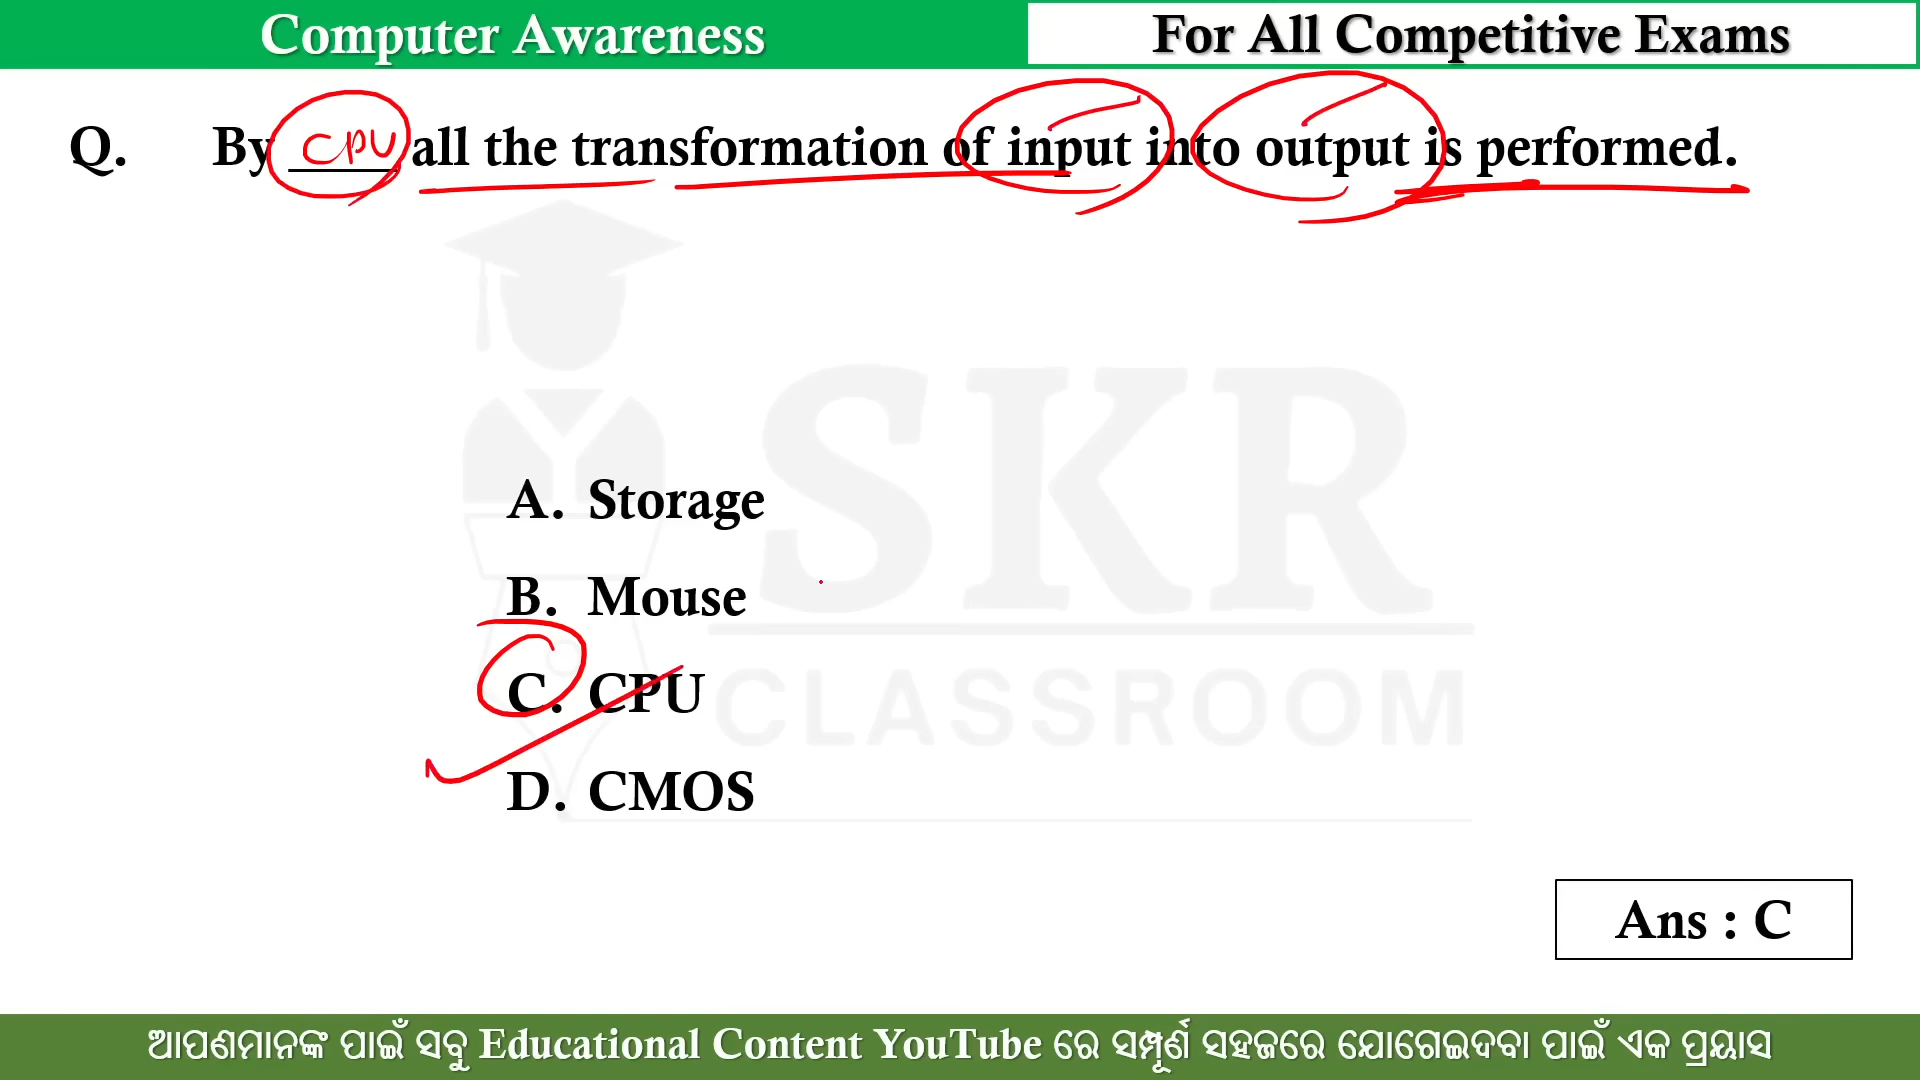 Computer Awareness
For All Competitive Exams
Q. By CPU all the transformation of input into output is performed.
SKR
CLASSROOM
A. Storage
B. Mouse
C. CPU
D. CMOS
Ans : C
ଆପଣମାନଙ୍କ ପାଇଁ ସବୁ Educational Content YouTube ରେ ସମ୍ପୂର୍ଣ ସହଜରେ ଯୋଗେଇଦବା ପାଇଁ ଏକ ପ୍ରୟାସ